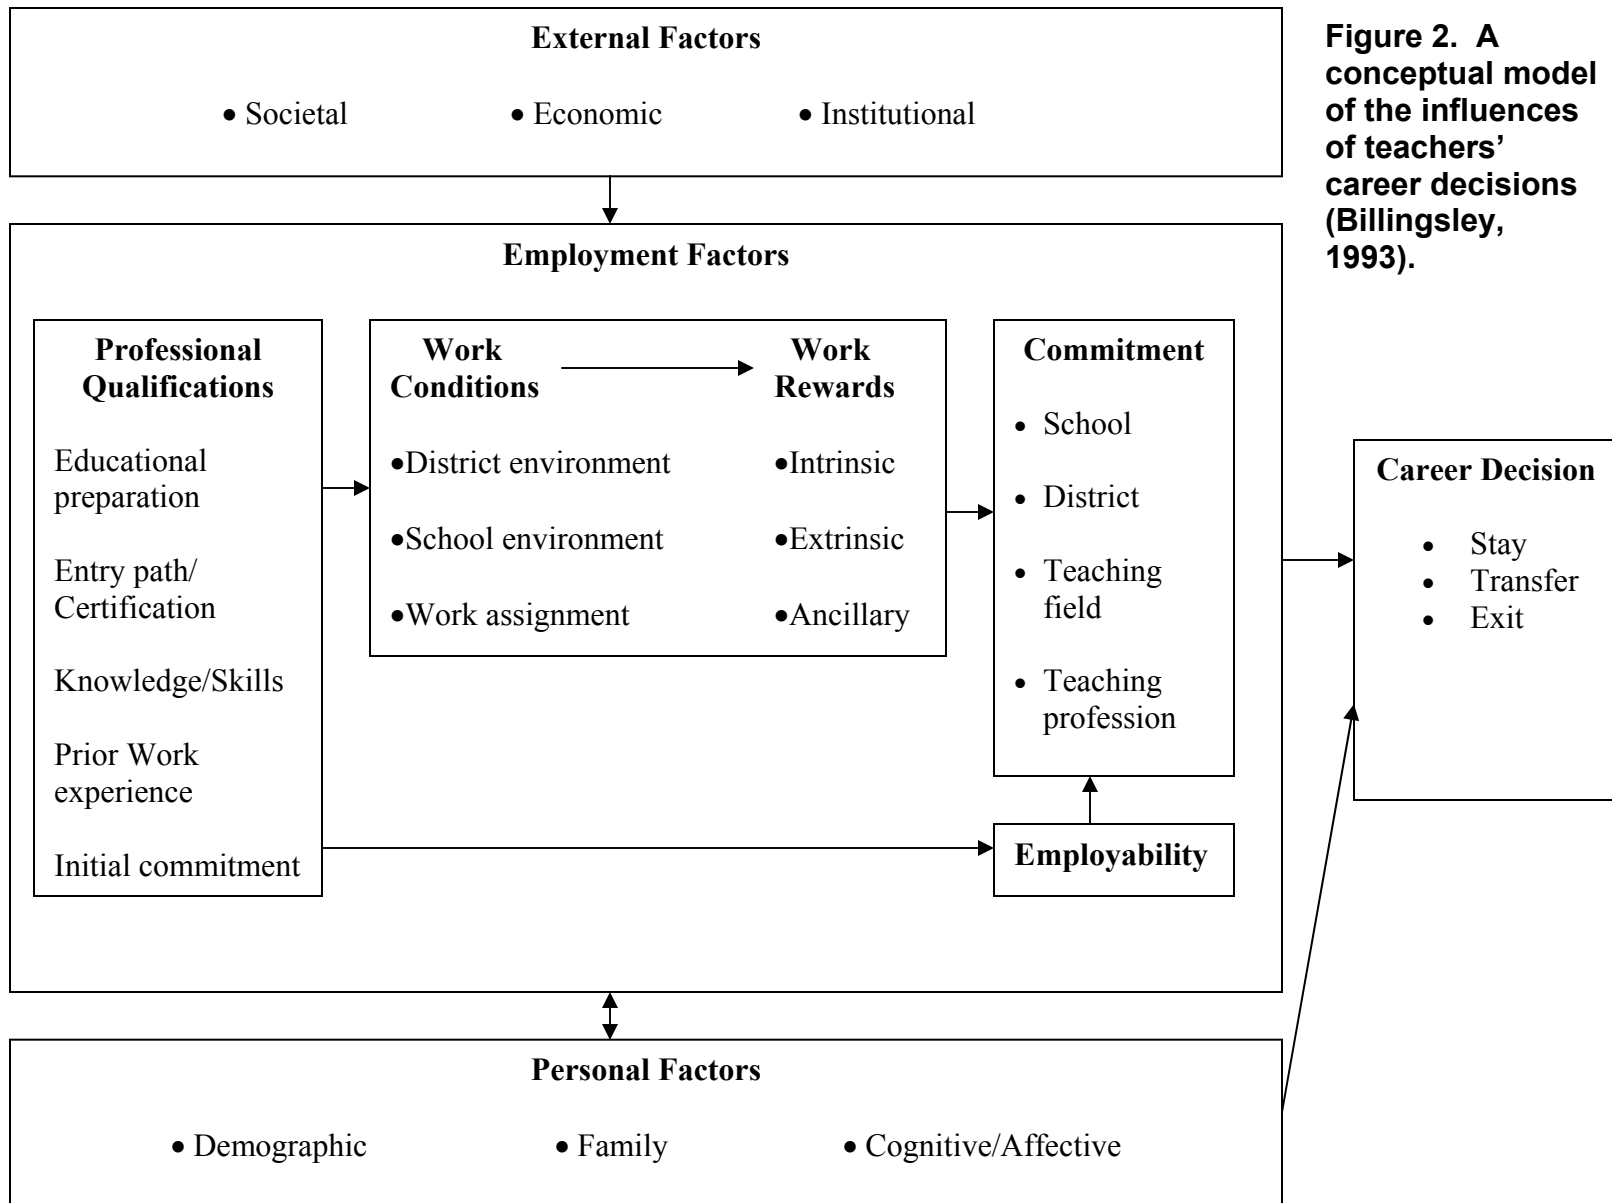 External Factors
• Societal • Economic • Institutional
Figure 2. A
conceptual model
of the influences
of teachers’
career decisions
(Billingsley,
1993).
Employment Factors
Professional
Qualifications
Educational
preparation
Entry path/
Certification
Knowledge/Skills
Prior Work
experience
Initial commitment
Work
Conditions
•District environment
•School environment
•Work assignment
Work
Rewards
•Intrinsic
•Extrinsic
•Ancillary
Commitment
• School
• District
• Teaching
field
• Teaching
profession
Employability
Career Decision
• Stay
• Transfer
• Exit
Personal Factors
• Demographic • Family • Cognitive/Affective